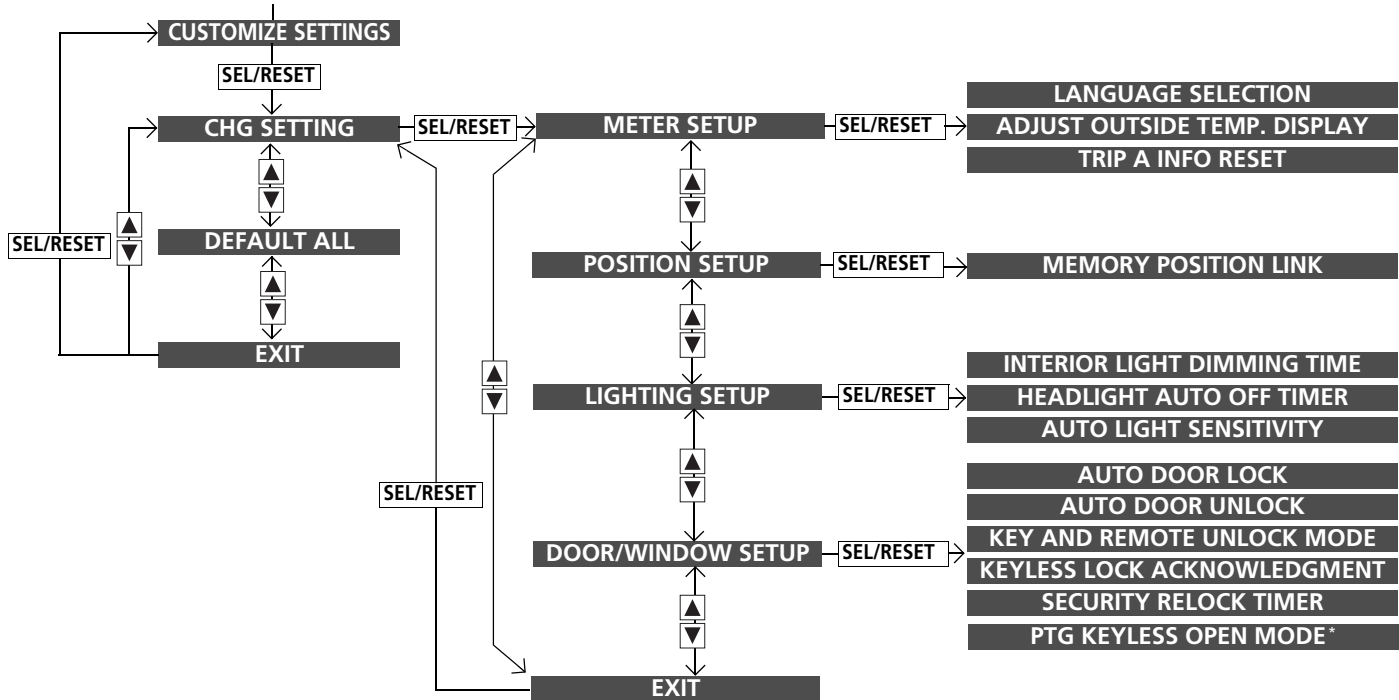 CUSTOMIZE SETTINGS
SEL/RESET
CHG SETTING
SEL/RESET
METER SETUP
SEL/RESET
LANGUAGE SELECTION
ADJUST OUTSIDE TEMP. DISPLAY
TRIP A INFO RESET
▲
▼
▲
▼
▲
▼
SEL/RESET
DEFAULT ALL
▲
▼
EXIT
POSITION SETUP
SEL/RESET
MEMORY POSITION LINK
▲
▼
▲
▼
LIGHTING SETUP
SEL/RESET
INTERIOR LIGHT DIMMING TIME
HEADLIGHT AUTO OFF TIMER
AUTO LIGHT SENSITIVITY
▲
▼
SEL/RESET
DOOR/WINDOW SETUP
SEL/RESET
AUTO DOOR LOCK
AUTO DOOR UNLOCK
KEY AND REMOTE UNLOCK MODE
KEYLESS LOCK ACKNOWLEDGMENT
SECURITY RELOCK TIMER
PTG KEYLESS OPEN MODE*
▲
▼
EXIT